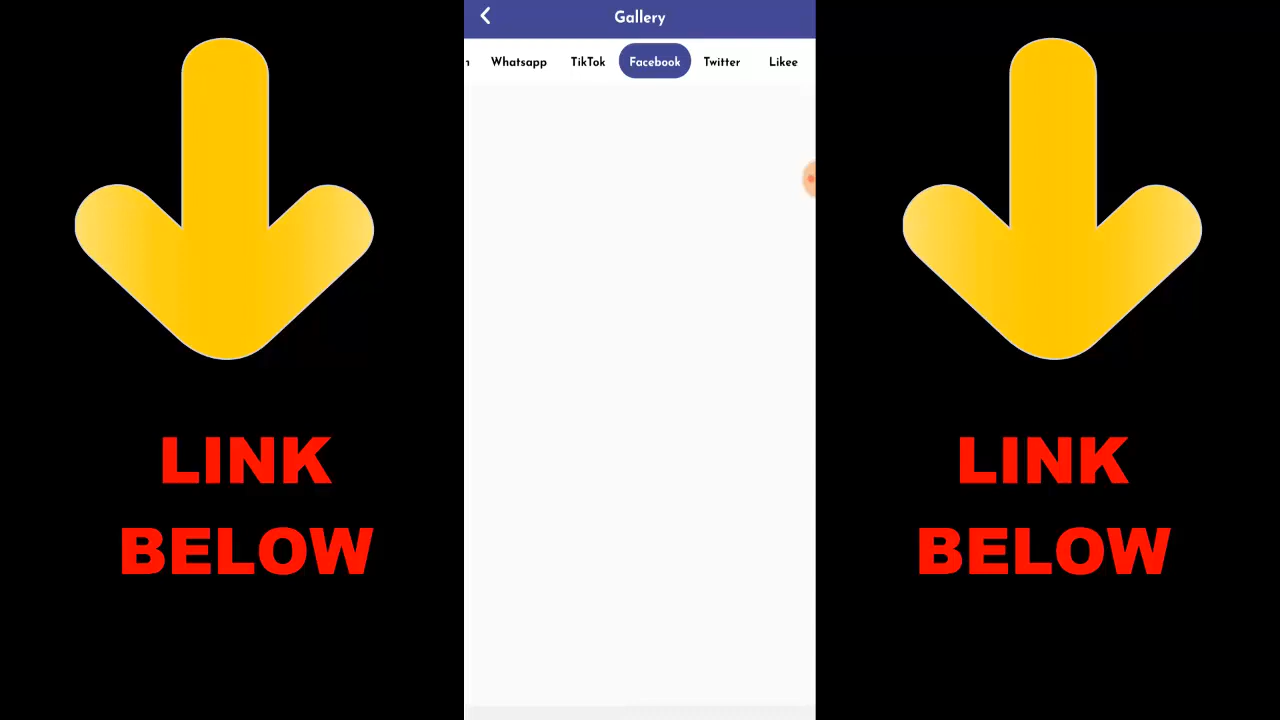 Gallery
Whatsapp TikTok Facebook Twitter Likee
LINK
BELOW
LINK
BELOW